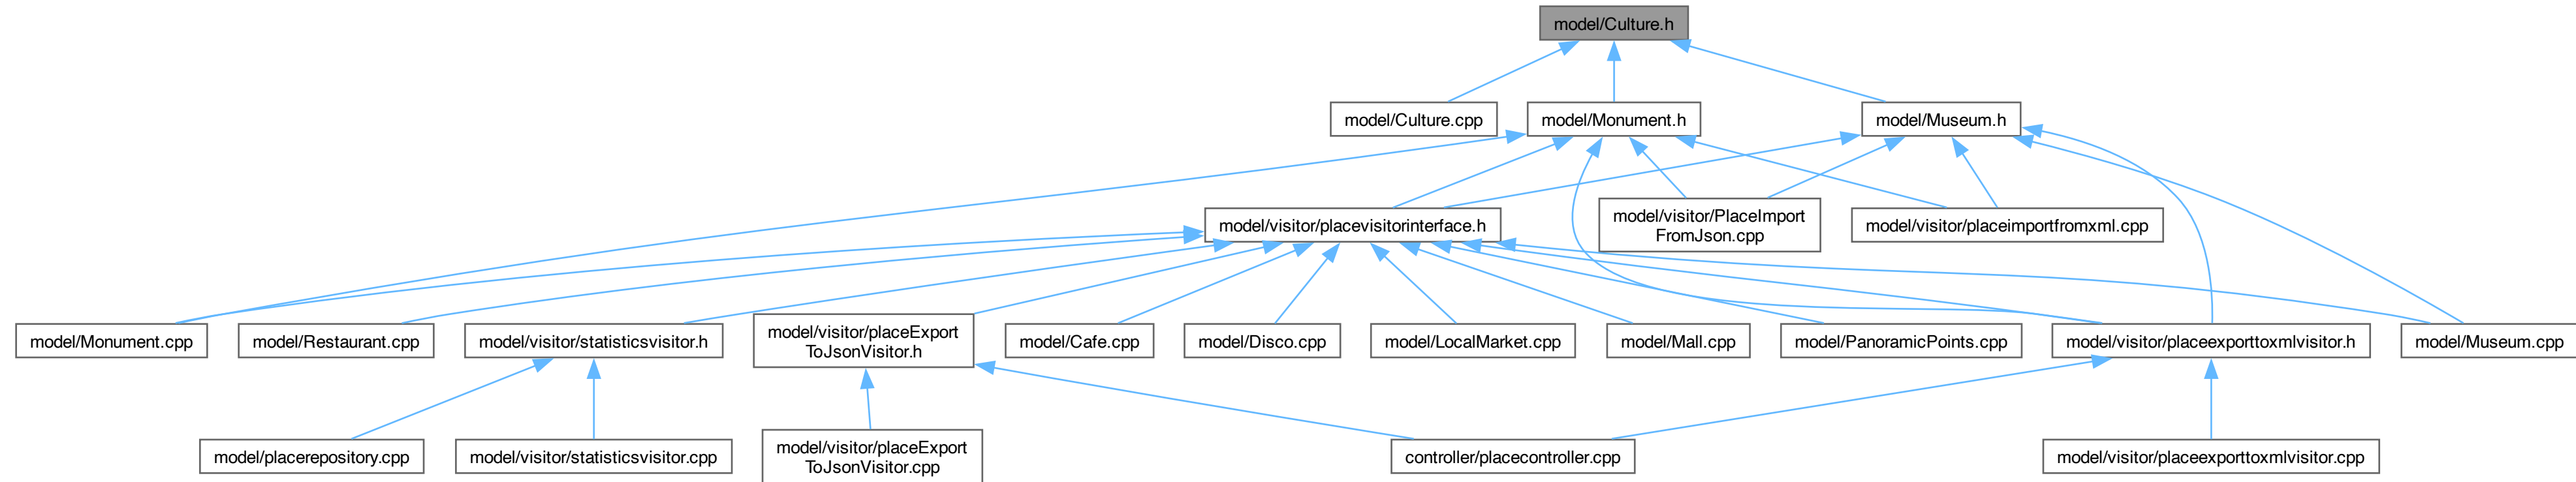 model/Culture.h
model/Culture.cpp
model/Monument.h
model/Museum.h
model/visitor/placevisitorinterface.h
model/visitor/PlaceImport
FromJson.cpp
model/visitor/placeimportfromxml.cpp
model/Monument.cpp
model/Restaurant.cpp
model/visitor/statisticsvisitor.h
model/visitor/placeExport
ToJsonVisitor.h
model/Cafe.cpp
model/Disco.cpp
model/LocalMarket.cpp
model/Mall.cpp
model/PanoramicPoints.cpp
model/visitor/placeexporttoxmlvisitor.h
model/Museum.cpp
model/placerepository.cpp
model/visitor/statisticsvisitor.cpp
model/visitor/placeExport
ToJsonVisitor.cpp
controller/placecontroller.cpp
model/visitor/placeexporttoxmlvisitor.cpp